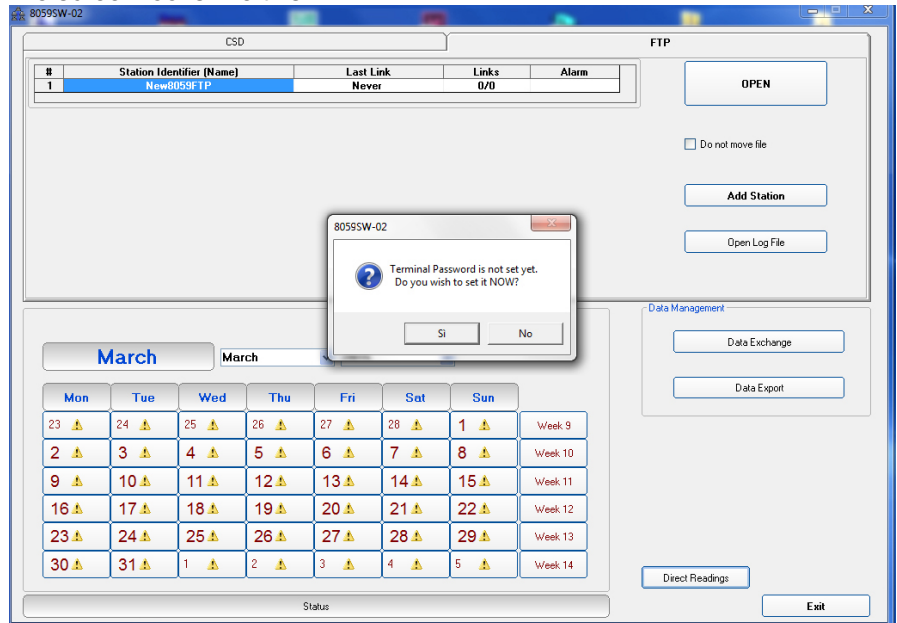 8059SW-02
CSD
FTP
# Station Identifier (Name) Last Link Links Alarm
1 New8059FTP Never 0/0
OPEN
Do not move file
Add Station
Open Log File
8059SW-02
Terminal Password is not set yet.
Do you wish to set it NOW?
Sì No
Data Management
Data Exchange
Data Export
March March
Mon Tue Wed Thu Fri Sat Sun
23 24 25 26 27 28 1 Week 9
2 3 4 5 6 7 8 Week 10
9 10 11 12 13 14 15 Week 11
16 17 18 19 20 21 22 Week 12
23 24 25 26 27 28 29 Week 13
30 31 1 2 3 4 5 Week 14
Direct Readings
Status
Exit